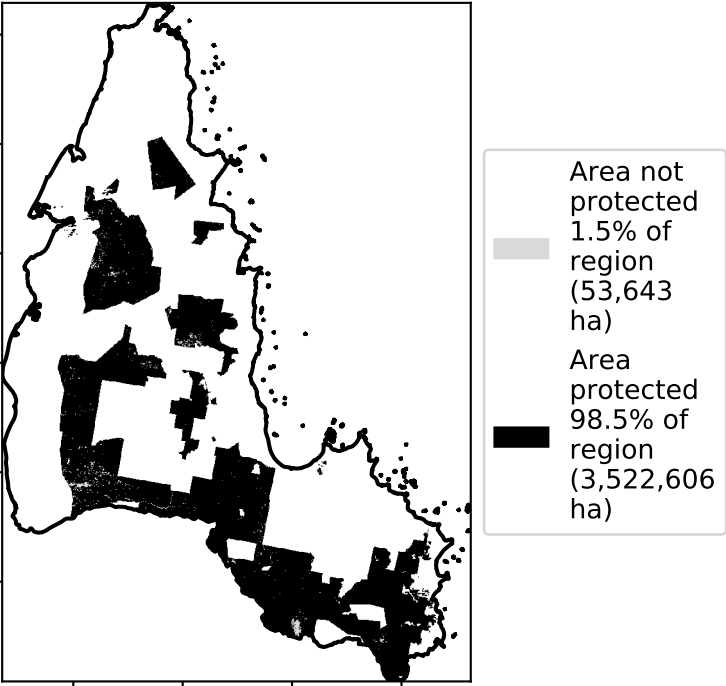 Area not
protected
1.5% of
region
(53,643
ha)
Area
protected
98.5% of
region
(3,522,606
ha)